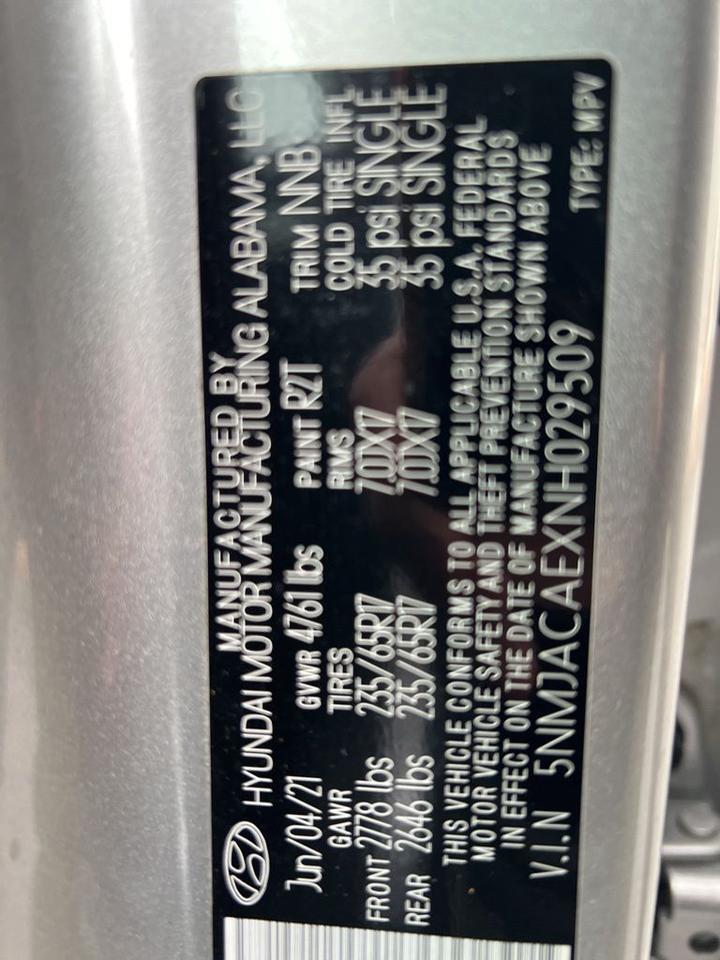 MANUFACTURED BY
HYUNDAI MOTOR MANUFACTURING ALABAMA, LLC
Jun/04/21 GVWR 4761 lbs PAINT R2T TRIM NNB
GAWR TIRES RIMS COLD TIRE INFL
FRONT 2778 lbs 235/65R17 7.0JX17 35 psi SINGLE
REAR 2646 lbs 235/65R17 7.0JX17 35 psi SINGLE
THIS VEHICLE CONFORMS TO ALL APPLICABLE U.S.A. FEDERAL
MOTOR VEHICLE SAFETY AND THEFT PREVENTION STANDARDS
IN EFFECT ON THE DATE OF MANUFACTURE SHOWN ABOVE
V.I.N 5NMJACAEXNH029509 TYPE: MPV